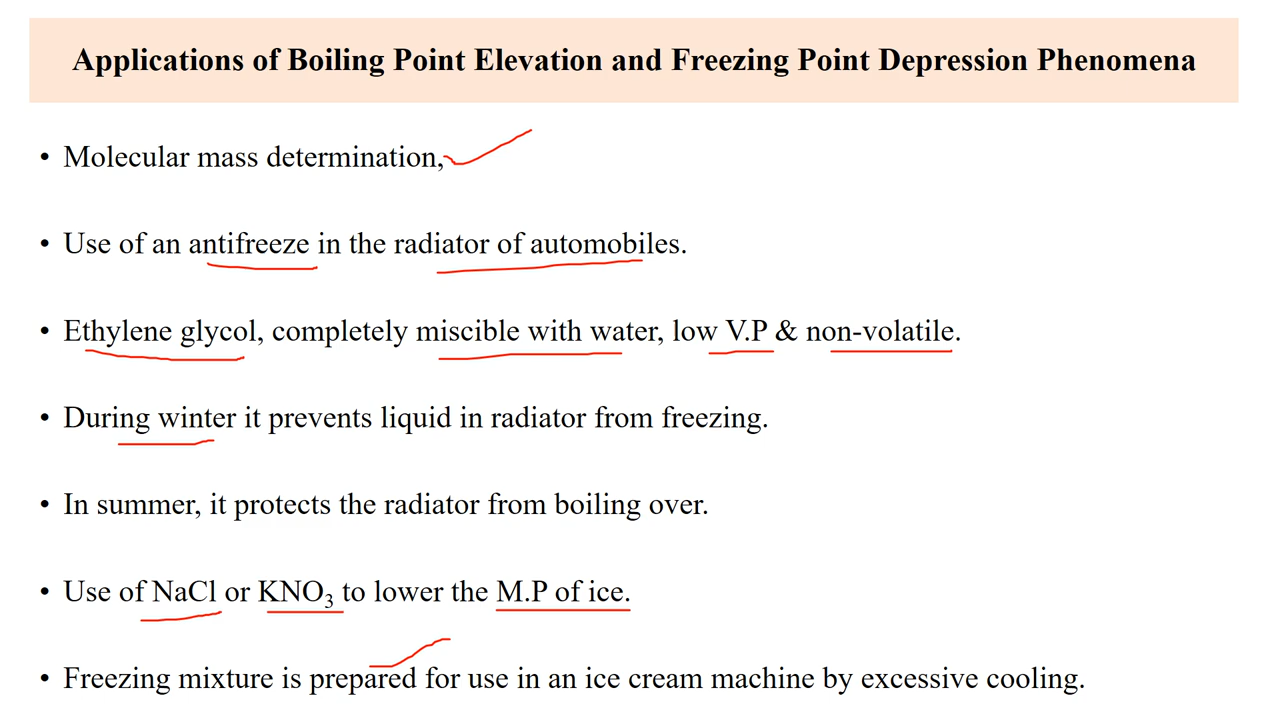 Applications of Boiling Point Elevation and Freezing Point Depression Phenomena
• Molecular mass determination,
• Use of an antifreeze in the radiator of automobiles.
• Ethylene glycol, completely miscible with water, low V.P & non-volatile.
• During winter it prevents liquid in radiator from freezing.
• In summer, it protects the radiator from boiling over.
• Use of NaCl or KNO₃ to lower the M.P of ice.
• Freezing mixture is prepared for use in an ice cream machine by excessive cooling.